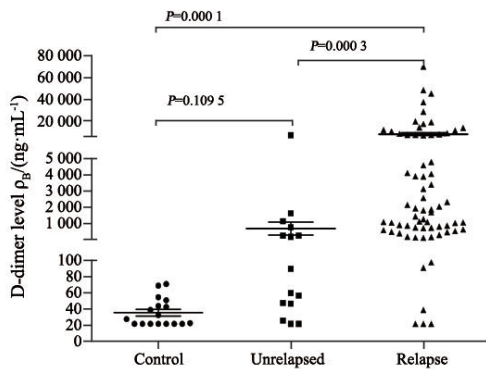 P=0.000 1
P=0.000 3
P=0.109 5
D-dimer level ρB/(ng·mL-1)
80 000
60 000
40 000
20 000
5 000
4 000
3 000
2 000
1 000
100
80
60
40
20
0
Control
Unrelapsed
Relapse